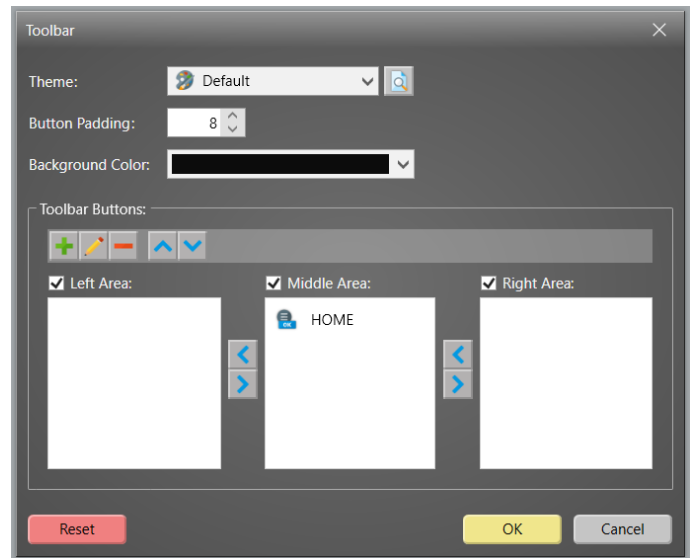 Toolbar
Theme: Default
Button Padding: 8
Background Color:
Toolbar Buttons:
Left Area: Middle Area: Right Area:
OK HOME
Reset OK Cancel